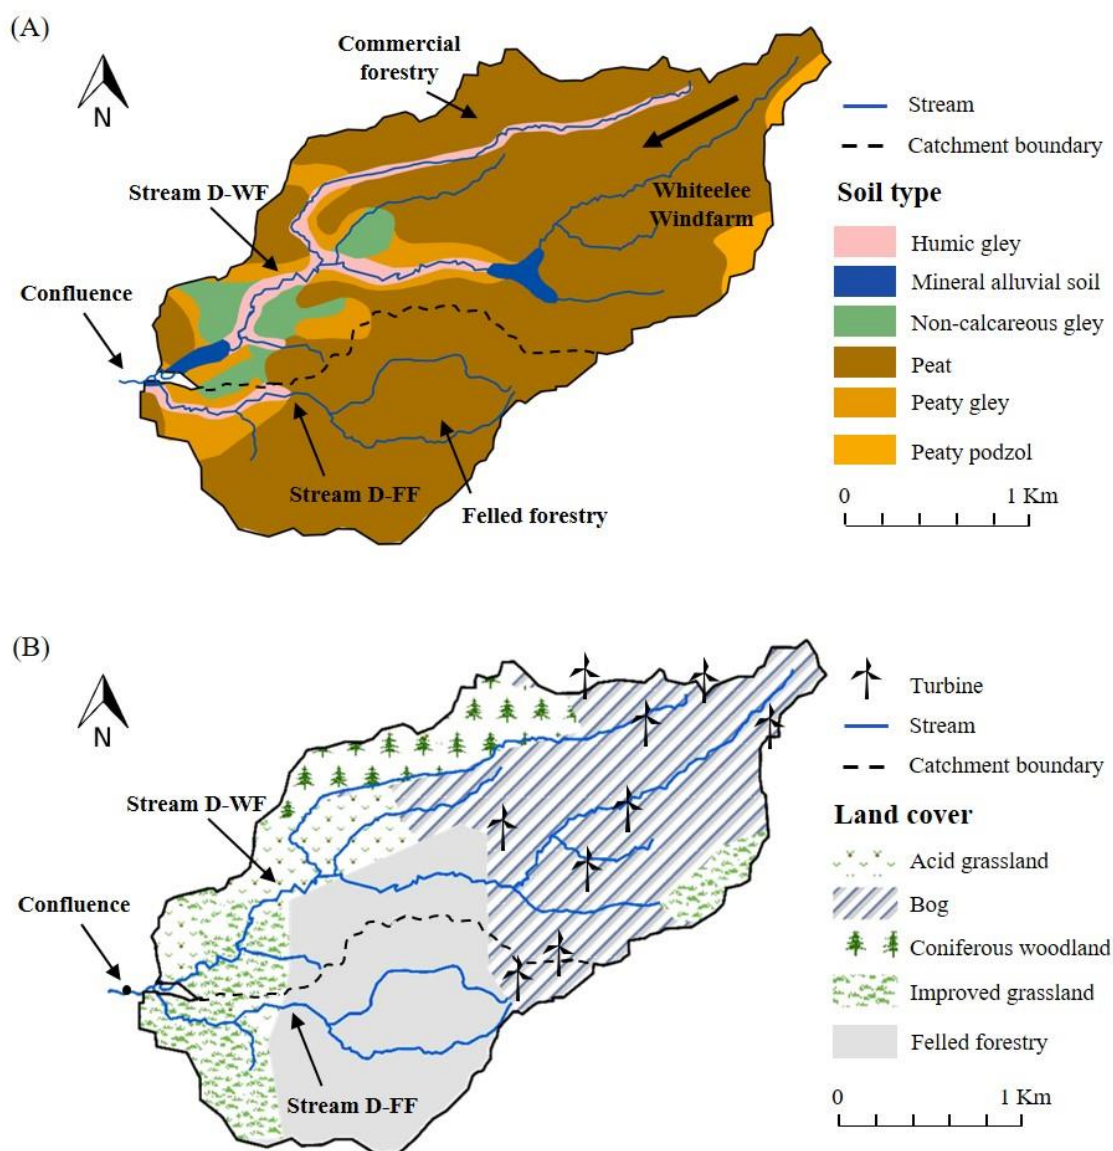 (A)
N
Commercial
forestry
Stream D-WF
Whiteelee
Windfarm
Confluence
Stream D-FF
Felled forestry
Stream
Catchment boundary
Soil type
Humic gley
Mineral alluvial soil
Non-calcareous gley
Peat
Peaty gley
Peaty podzol
0 1 Km
(B)
N
Stream D-WF
Confluence
Stream D-FF
Turbine
Stream
Catchment boundary
Land cover
Acid grassland
Bog
Coniferous woodland
Improved grassland
Felled forestry
0 1 Km